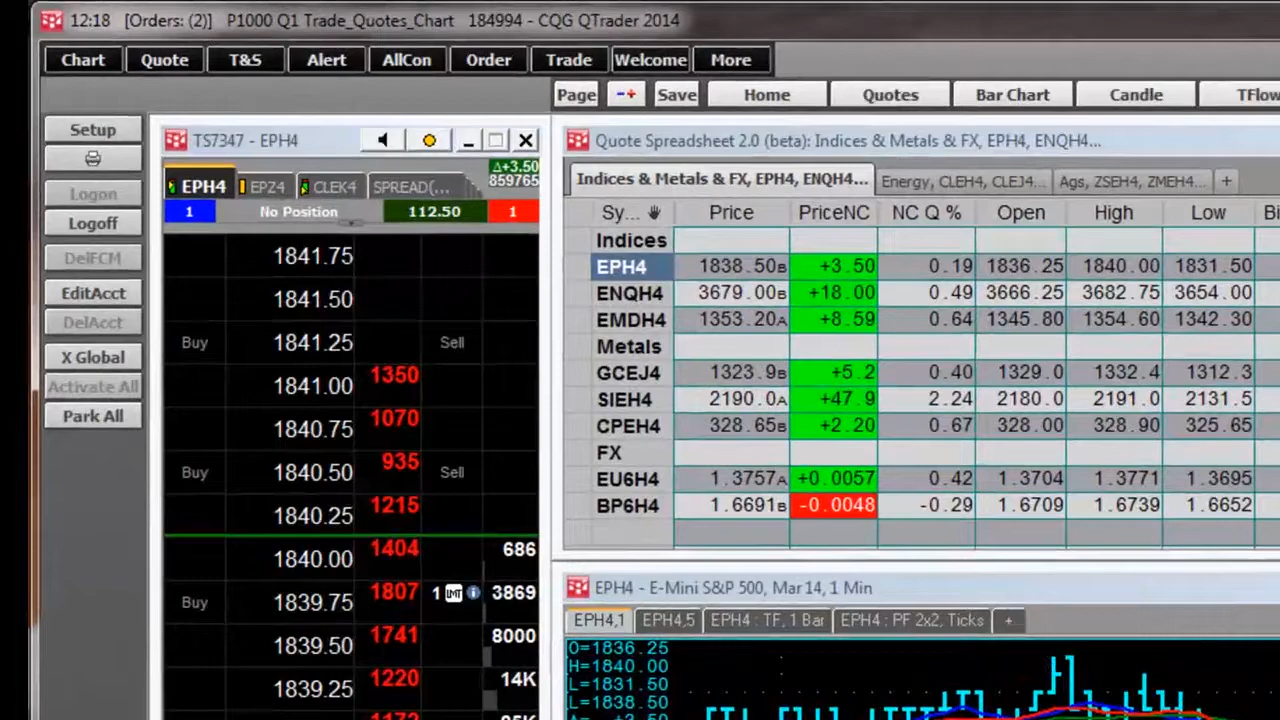 12:18 [Orders: (2)] P1000 Q1 Trade_Quotes_Chart 184994 - CQG QTrader 2014
Chart Quote T&S Alert AllCon Order Trade Welcome More
Page -+ Save Home Quotes Bar Chart Candle TFlow
Setup
Logon
Logoff
DelFCM
EditAcct
DelAcct
X Global
Activate All
Park All
TS7347 - EPH4
Δ+3.50
EPH4 EPZ4 CLEK4 SPREAD(... 859765
1 No Position 112.50 1
1841.75
1841.50
Buy 1841.25 Sell
1841.00 1350
1840.75 1070
Buy 1840.50 935 Sell
1840.25 1215
1840.00 1404 686
Buy 1839.75 1807 1 LMT i 3869
1839.50 1741 8000
1839.25 1220 14K
Quote Spreadsheet 2.0 (beta): Indices & Metals & FX, EPH4, ENQH4...
Indices & Metals & FX, EPH4, ENQH4... Energy, CLEH4, CLEJ4... Ags, ZSEH4, ZMEH4... +
Sy... Price PriceNC NC Q % Open High Low Bi
Indices
EPH4 1838.50B +3.50 0.19 1836.25 1840.00 1831.50
ENQH4 3679.00B +18.00 0.49 3666.25 3682.75 3654.00
EMDH4 1353.20A +8.59 0.64 1345.80 1354.60 1342.30
Metals
GCEJ4 1323.9B +5.2 0.40 1329.0 1332.4 1312.3
SIEH4 2190.0A +47.9 2.24 2180.0 2191.0 2131.5
CPEH4 328.65B +2.20 0.67 328.00 328.90 325.65
FX
EU6H4 1.3757A +0.0057 0.42 1.3704 1.3771 1.3695
BP6H4 1.6691B -0.0048 -0.29 1.6709 1.6739 1.6652
EPH4 - E-Mini S&P 500, Mar 14, 1 Min
EPH4,1 EPH4,5 EPH4 : TF, 1 Bar EPH4 : PF 2x2, Ticks +
O=1836.25
H=1840.00
L=1831.50
L=1838.50